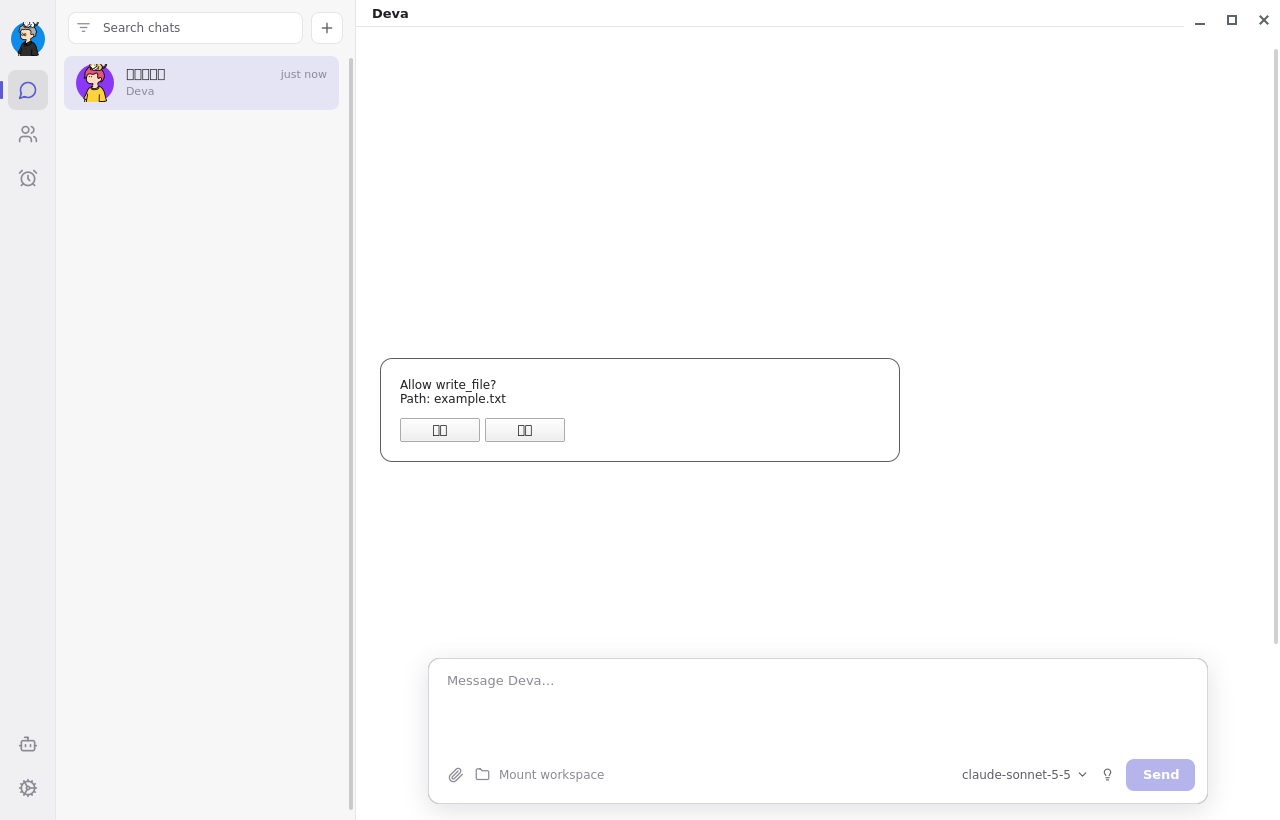 Search chats
just now
Deva
Deva
Allow write_file?
Path: example.txt
Message Deva...
Mount workspace
claude-sonnet-5-5
Send